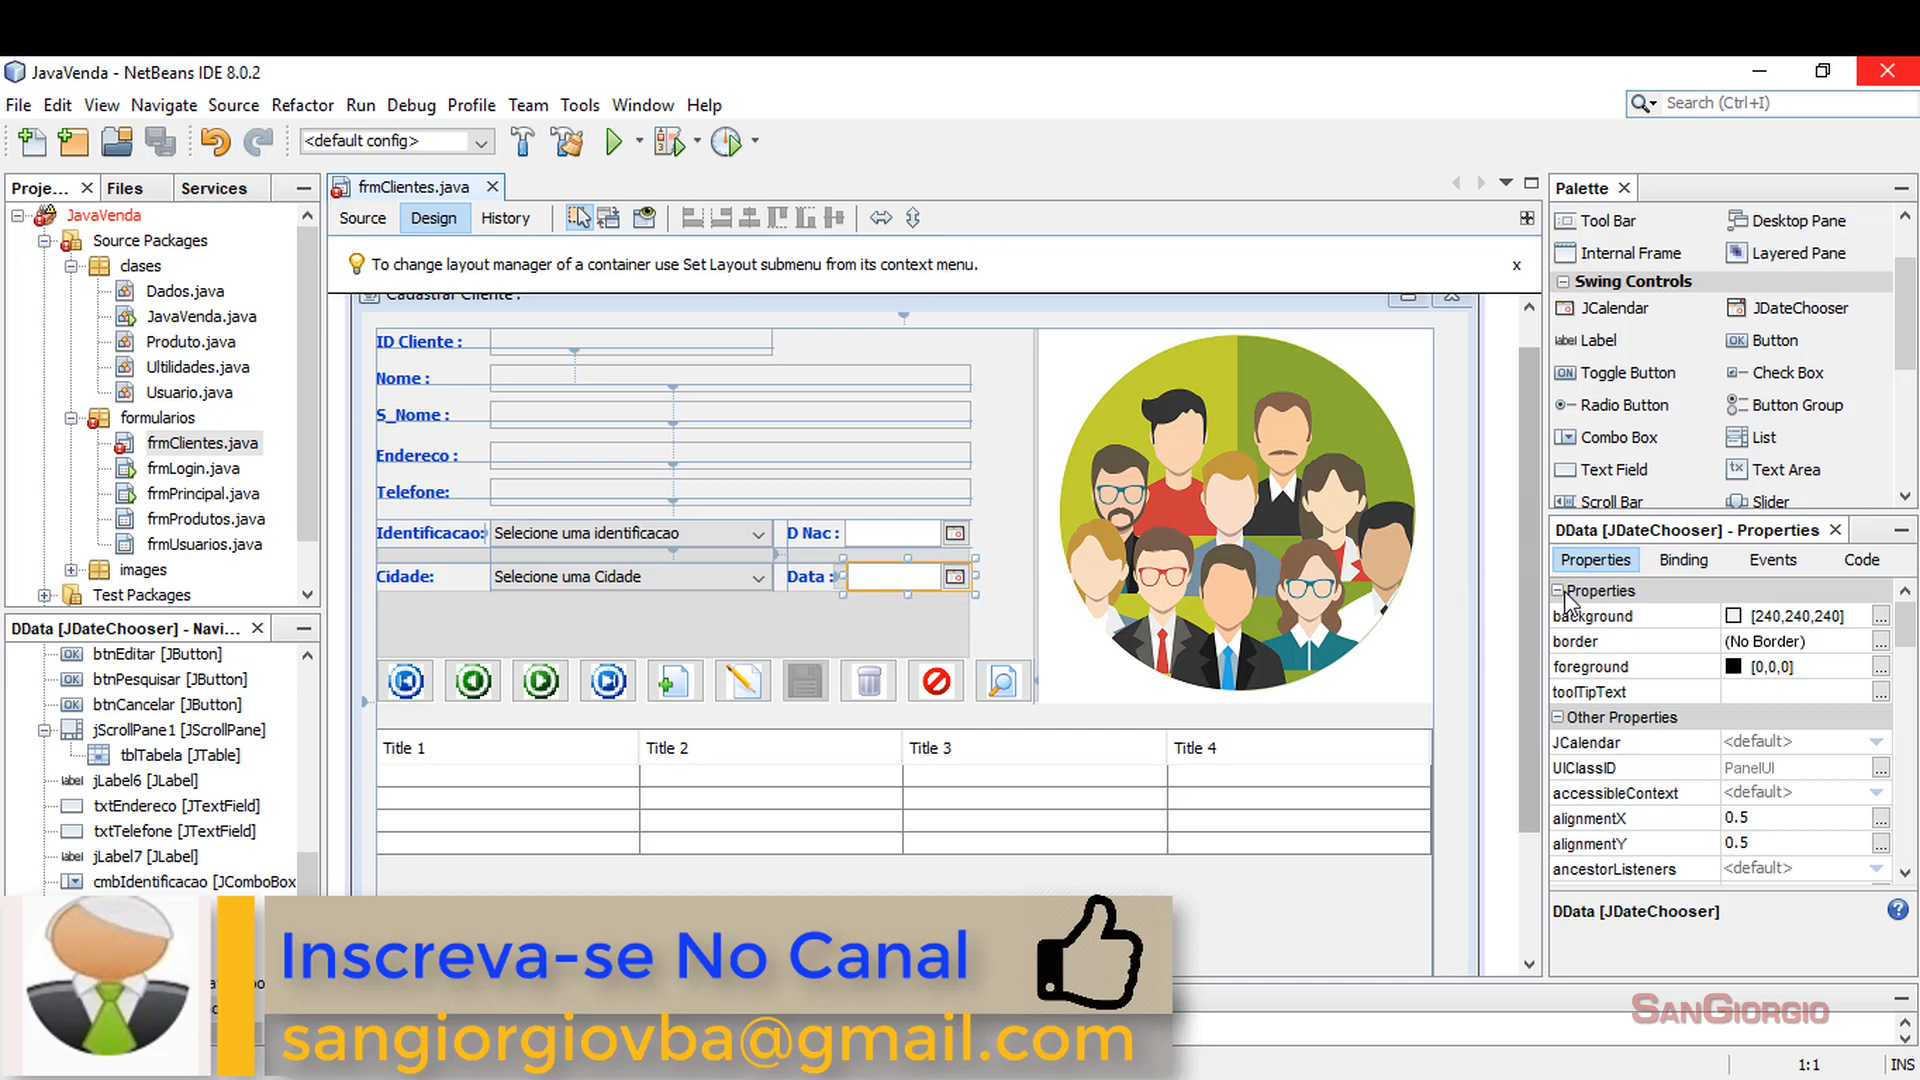 JavaVenda - NetBeans IDE 8.0.2
File Edit View Navigate Source Refactor Run Debug Profile Team Tools Window Help
Search (Ctrl+I)
<default config>
Proje... Files Services
JavaVenda
Source Packages
clases
Dados.java
JavaVenda.java
Produto.java
Ultilidades.java
Usuario.java
formularios
frmClientes.java
frmLogin.java
frmPrincipal.java
frmProdutos.java
frmUsuarios.java
images
Test Packages
DData [JDateChooser] - Navi...
btnEditar [JButton]
btnPesquisar [JButton]
btnCancelar [JButton]
jScrollPane1 [JScrollPane]
tblTabela [JTable]
jLabel6 [JLabel]
txtEndereco [JTextField]
txtTelefone [JTextField]
jLabel7 [JLabel]
cmbIdentificacao [JComboBox
frmClientes.java
Source Design History
To change layout manager of a container use Set Layout submenu from its context menu.
x
Cadastrar Cliente :
ID Cliente :
Nome :
S_Nome :
Endereco :
Telefone:
Identificacao: Selecione uma identificacao D Nac :
Cidade: Selecione uma Cidade Data :
Title 1 Title 2 Title 3 Title 4
Palette
Tool Bar Desktop Pane
Internal Frame Layered Pane
Swing Controls
JCalendar JDateChooser
label Label OK Button
ON Toggle Button Check Box
Radio Button Button Group
Combo Box List
Text Field tx Text Area
Scroll Bar Slider
DData [JDateChooser] - Properties
Properties Binding Events Code
Properties
background [240,240,240] ...
border (No Border) ...
foreground [0,0,0] ...
toolTipText ...
Other Properties
JCalendar <default>
UIClassID PanelUI ...
accessibleContext <default>
alignmentX 0.5 ...
alignmentY 0.5 ...
ancestorListeners <default>
DData [JDateChooser]
Inscreva-se No Canal
sangiorgiovba@gmail.com
SANGIORGIO
1:1 INS